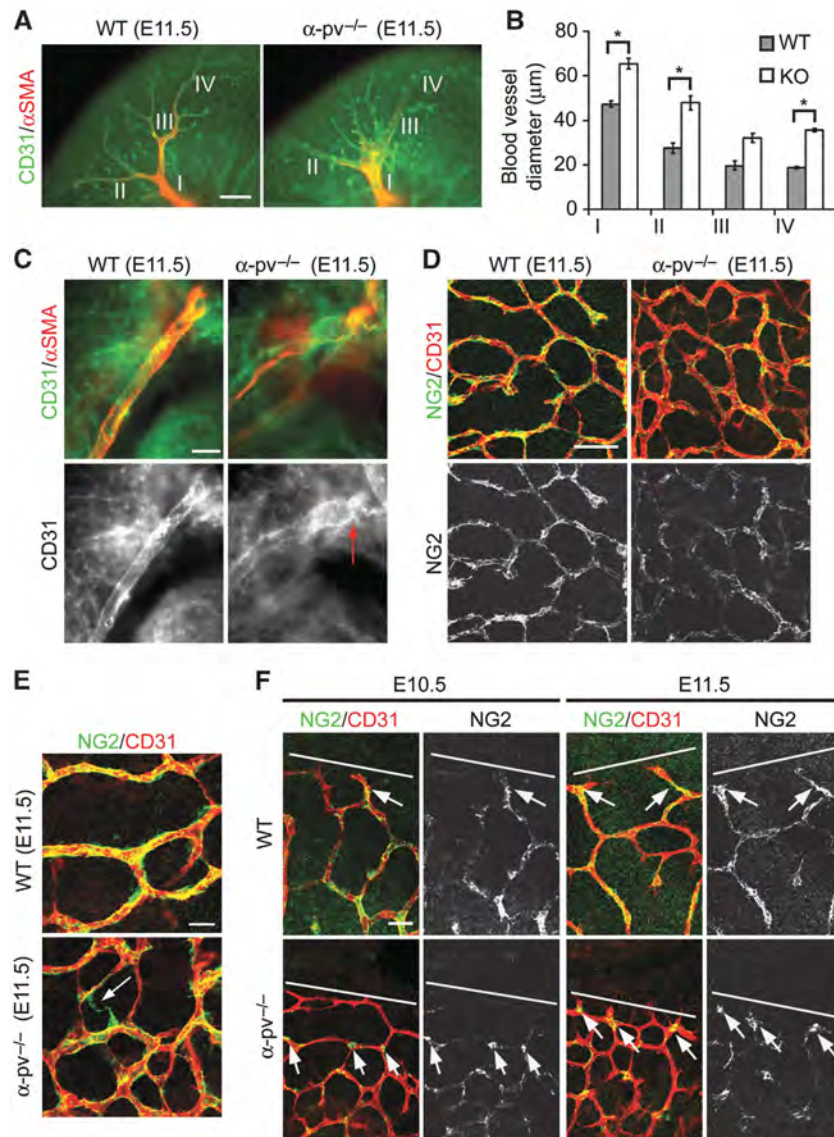 A
WT (E11.5)
α-pv–/– (E11.5)
CD31/αSMA
I
II
III
IV
I
II
III
IV
B
Blood vessel
diameter (μm)
80
60
40
20
0
* * *
WT
KO
I II III IV
C
WT (E11.5) α-pv–/– (E11.5)
CD31/αSMA
CD31
D
WT (E11.5) α-pv–/– (E11.5)
NG2/CD31
NG2
E
NG2/CD31
WT (E11.5)
α-pv–/– (E11.5)
F
E10.5 E11.5
NG2/CD31 NG2 NG2/CD31 NG2
WT
α-pv–/–